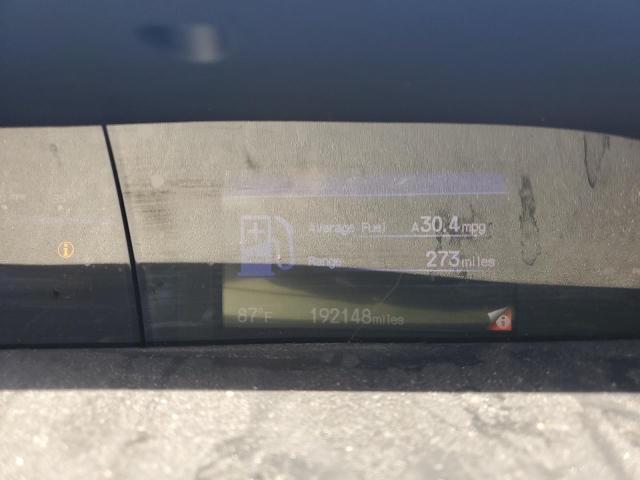 Average Fuel A30.4mpg
Range 273miles
87°F 192148miles